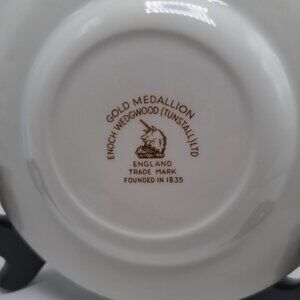 GOLD MEDALLION
ENOCH WEDGWOOD (TUNSTALL) LTD
ENGLAND
TRADE MARK
FOUNDED IN 1835